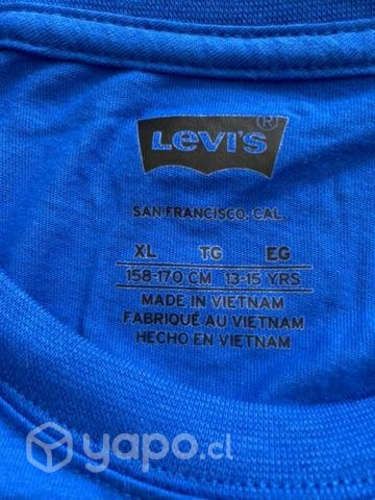 Levi's®
SAN FRANCISCO, CAL.
XL TG EG
158-170 CM 13-15 YRS
MADE IN VIETNAM
FABRIQUÉ AU VIETNAM
HECHO EN VIETNAM
yapo.cl